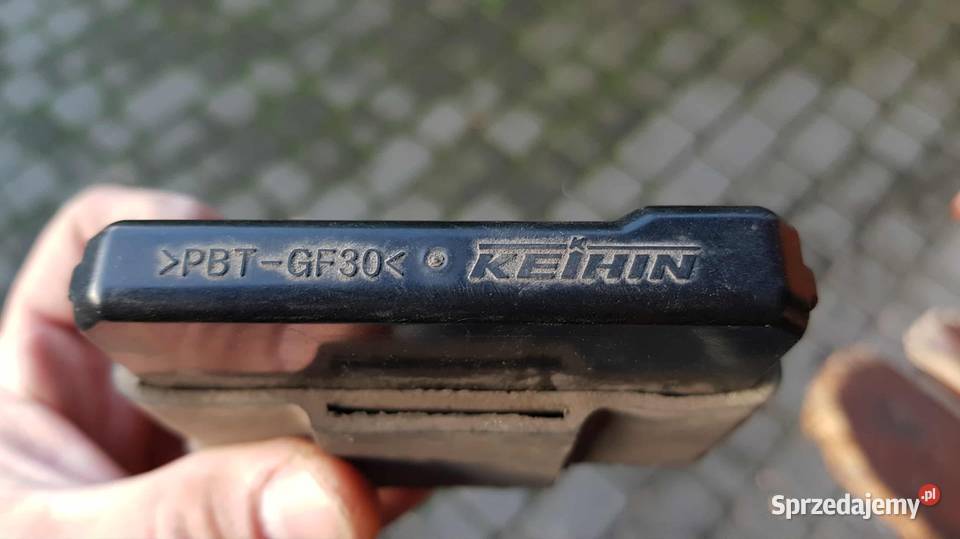 >PBT-GF30< KEIHIN
Sprzedajemy.pl